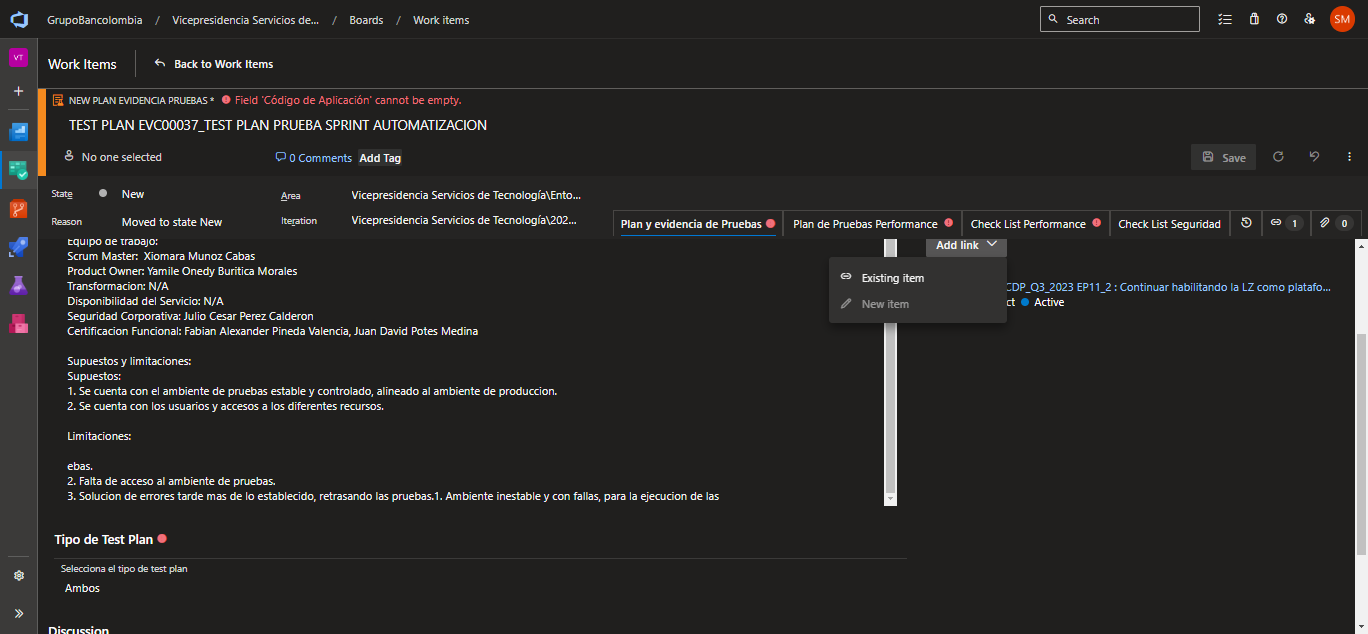 GrupoBancolombia / Vicepresidencia Servicios de... / Boards / Work items
Search
SM
VT
Work Items
Back to Work Items
NEW PLAN EVIDENCIA PRUEBAS * Field 'Código de Aplicación' cannot be empty.
TEST PLAN EVC00037_TEST PLAN PRUEBA SPRINT AUTOMATIZACION
No one selected
0 Comments
Add Tag
Save
State
New
Area
Vicepresidencia Servicios de Tecnología\Ento...
Reason
Moved to state New
Iteration
Vicepresidencia Servicios de Tecnología\202...
Plan y evidencia de Pruebas
Plan de Pruebas Performance
Check List Performance
Check List Seguridad
1
0
Equipo de trabajo:
Scrum Master:  Xiomara Munoz Cabas
Product Owner: Yamile Onedy Buritica Morales
Transformacion: N/A
Disponibilidad del Servicio: N/A
Seguridad Corporativa: Julio Cesar Perez Calderon
Certificacion Funcional: Fabian Alexander Pineda Valencia, Juan David Potes Medina
Supuestos y limitaciones:
Supuestos:
1. Se cuenta con el ambiente de pruebas estable y controlado, alineado al ambiente de produccion.
2. Se cuenta con los usuarios y accesos a los diferentes recursos.
Limitaciones:
ebas.
2. Falta de acceso al ambiente de pruebas.
3. Solucion de errores tarde mas de lo establecido, retrasando las pruebas.1. Ambiente inestable y con fallas, para la ejecucion de las
Add link
Existing item
New item
CDP_Q3_2023 EP11_2 : Continuar habilitando la LZ como platafo...
ct
Active
Tipo de Test Plan
Selecciona el tipo de test plan
Ambos
Discussion